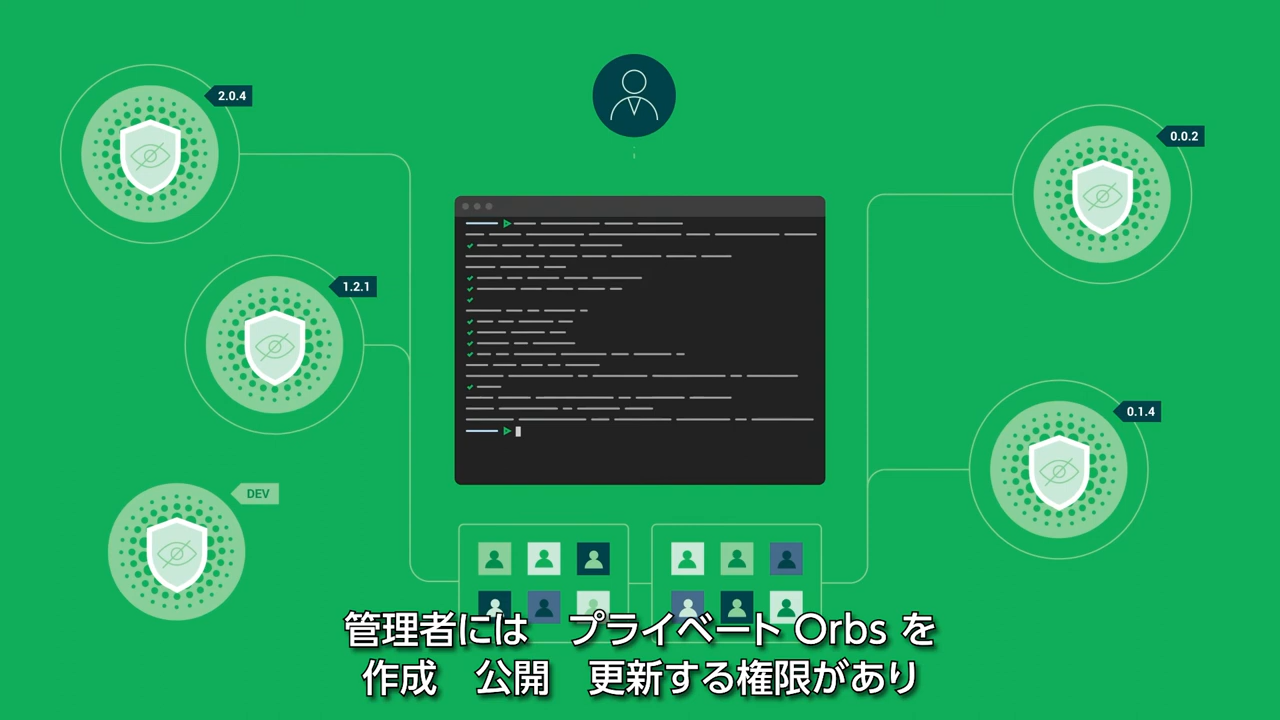 2.0.4
0.0.2
1.2.1
0.1.4
DEV
管理者には　プライベート Orbs を
作成　公開　更新する権限があり